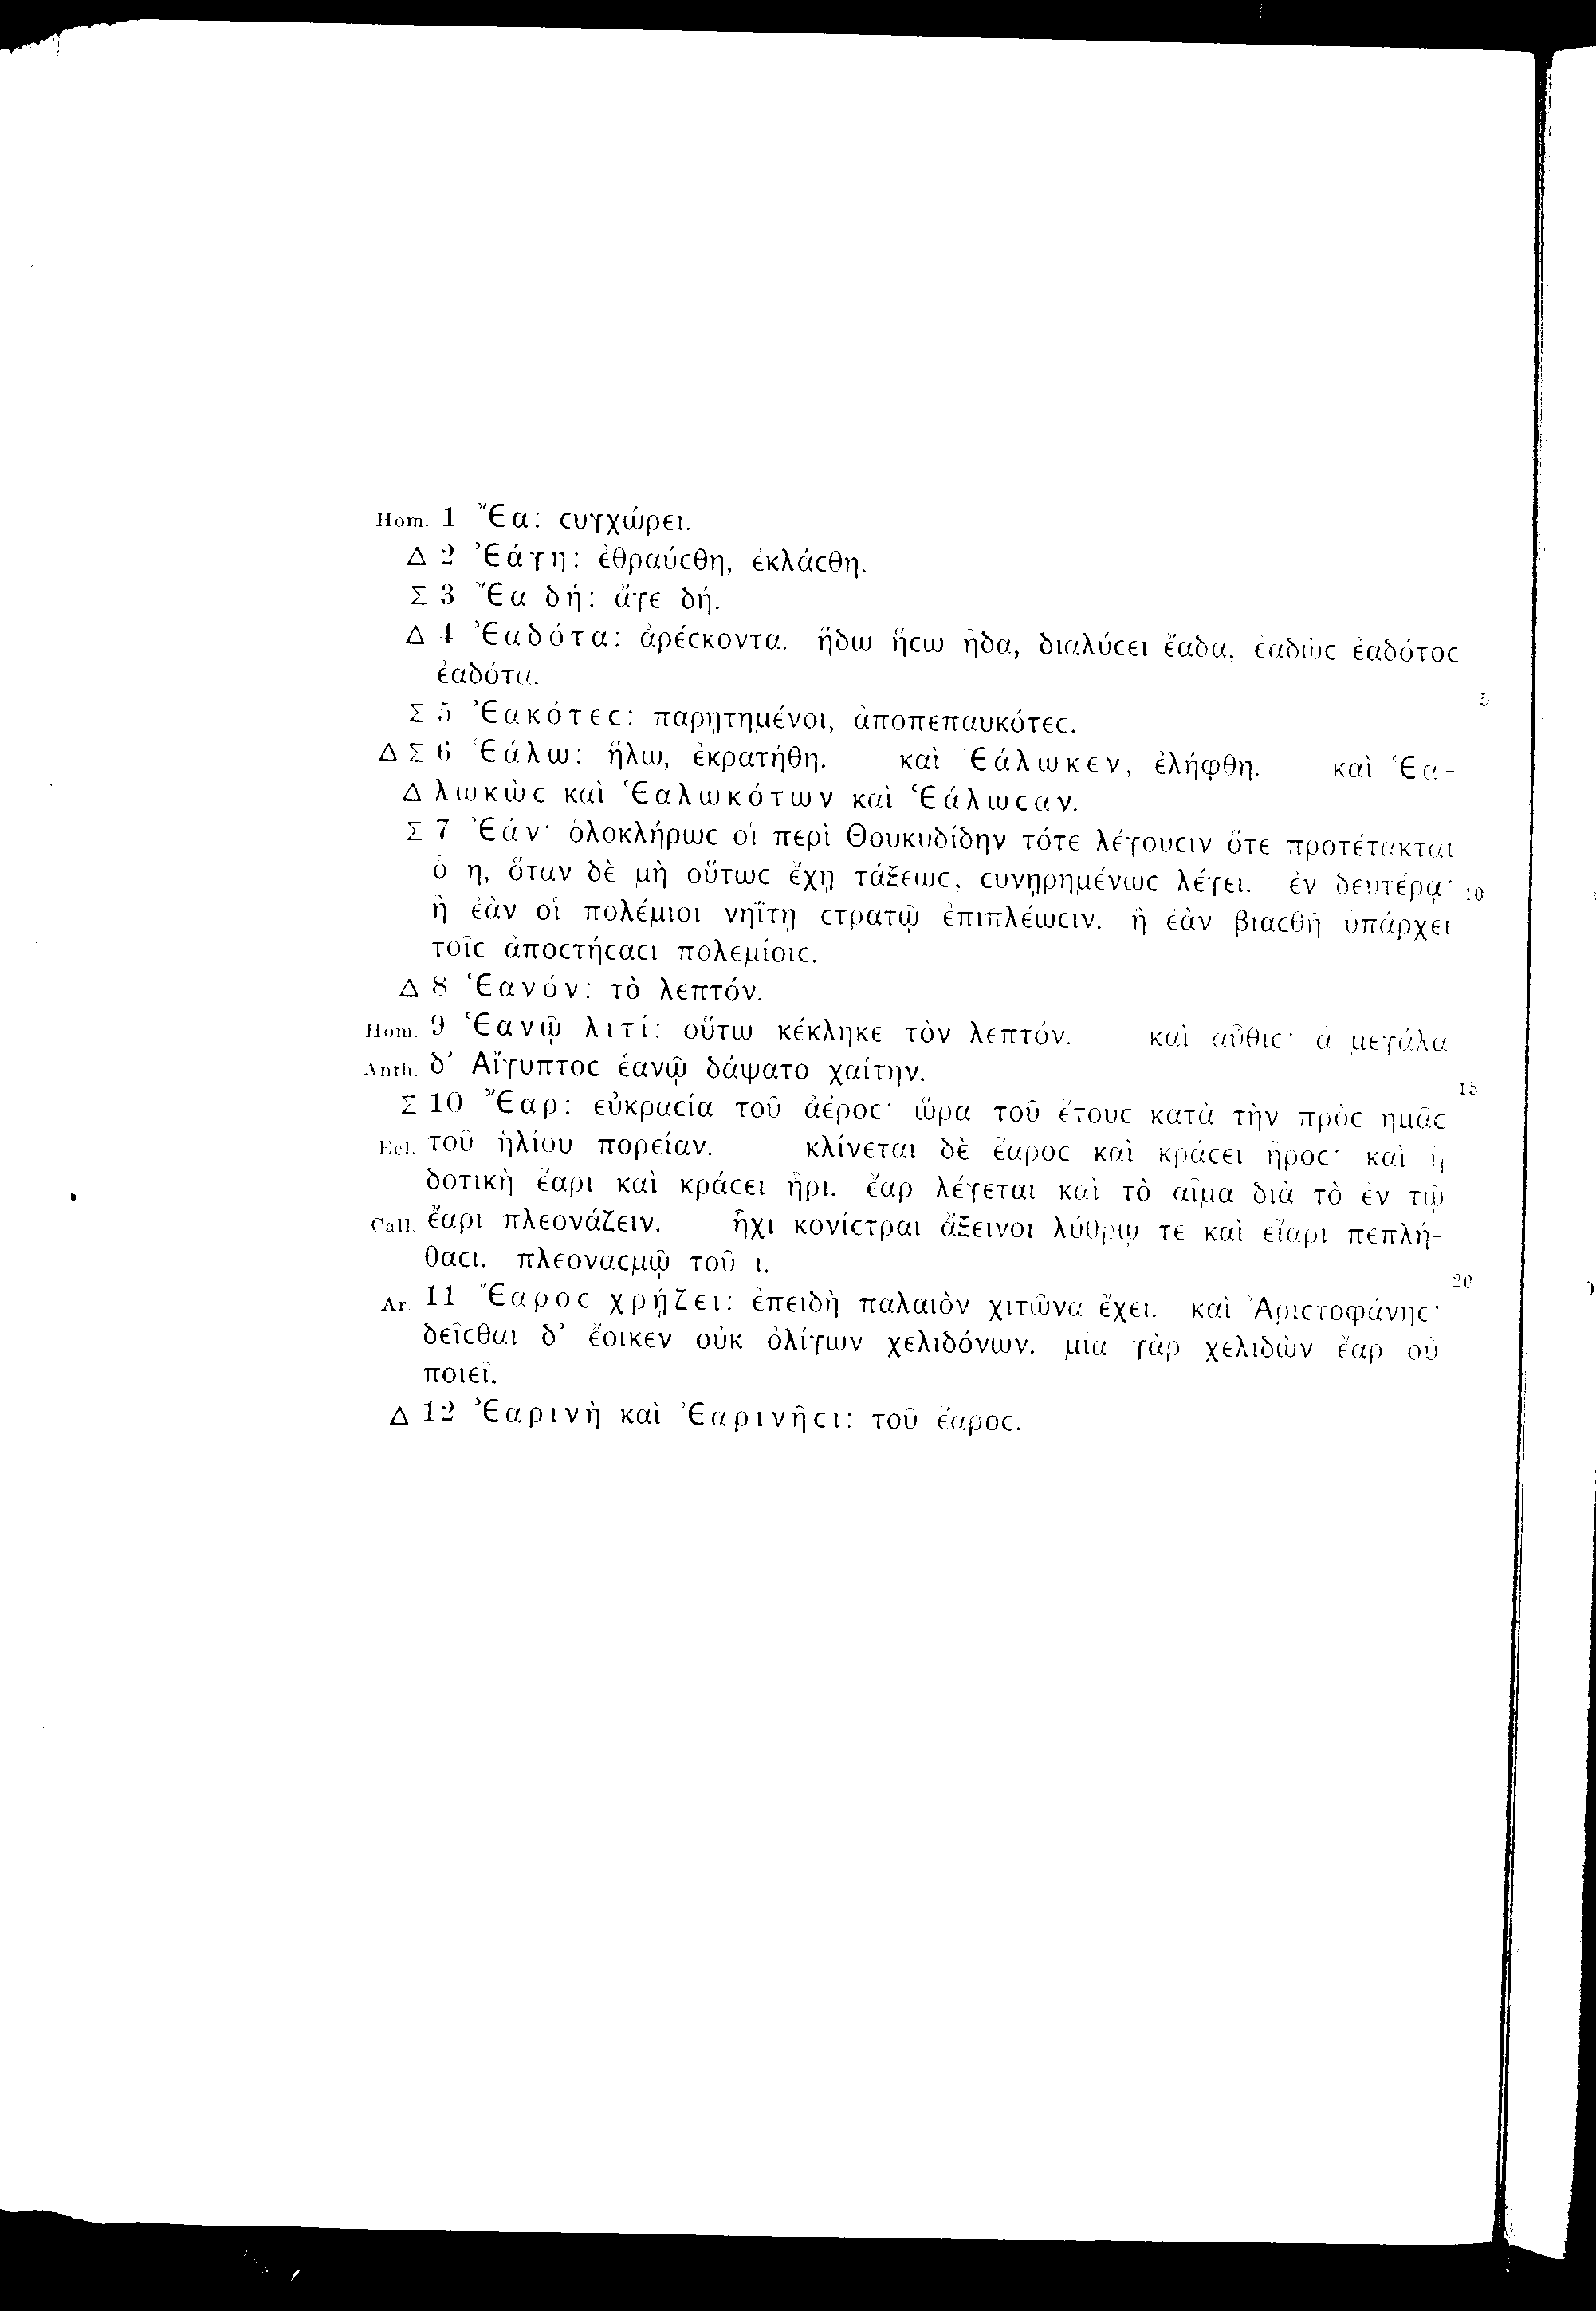 Hom. 1 Ἔα: ϲυγχώρει.
Δ 2 Ἐάγη: ἐθραύϲθη, ἐκλάϲθη.
Σ 3 Ἔα δή: ἄγε δή.
Δ 4 Ἑαδότα: ἀρέϲκοντα. ἥδω ἥϲω ἧδα, διαλύϲει ἕαδα, ἑαδὼϲ ἑαδότοϲ
ἑαδότα.
5
Σ 5 Ἐακότεϲ: παρῃτημένοι, ἀποπεπαυκότεϲ.
Δ Σ 6 Ἑάλω: ἥλω, ἐκρατήθη. καὶ Ἑάλωκεν, ἐλήφθη. καὶ Ἑα-
Δ λωκὼϲ καὶ Ἑαλωκότων καὶ Ἑάλωϲαν.
Σ 7 Ἐάν· ὁλοκλήρωϲ οἱ περὶ Θουκυδίδην τότε λέγουϲιν ὅτε προτέτακται
ὁ η, ὅταν δὲ μὴ οὕτωϲ ἔχῃ τάξεωϲ, ϲυνῃρημένωϲ λέγει. ἐν δευτέρᾳ· 10
ἢ ἐὰν οἱ πολέμιοι νηΐτῃ ϲτρατῷ ἐπιπλέωϲιν. ἢ ἐὰν βιαϲθῇ ὑπάρχει
τοῖϲ ἀποϲτήϲαϲι πολεμίοιϲ.
Δ 8 Ἑανόν: τὸ λεπτόν.
Hom. 9 Ἑανῷ λιτί: οὕτω κέκληκε τὸν λεπτόν. καὶ αὖθιϲ· ἁ μεγάλα
Anth. δ’ Αἴγυπτοϲ ἑανῷ δάψατο χαίτην.
15
Σ 10 Ἔαρ: εὐκραϲία τοῦ ἀέροϲ· ὥρα τοῦ ἔτουϲ κατὰ τὴν πρὸϲ ἡμᾶϲ
Ecl. τοῦ ἡλίου πορείαν. κλίνεται δὲ ἔαροϲ καὶ κράϲει ἦροϲ· καὶ ἡ
δοτικὴ ἔαρι καὶ κράϲει ἦρι. ἔαρ λέγεται καὶ τὸ αἷμα διὰ τὸ ἐν τῷ
Call. ἔαρι πλεονάζειν. ἧχι κονίϲτραι ἄξεινοι λύθρῳ τε καὶ εἴαρι πεπλή-
θαϲι. πλεοναϲμῷ τοῦ ι.
20
Ar. 11 Ἔαροϲ χρῄζει: ἐπειδὴ παλαιὸν χιτῶνα ἔχει. καὶ Ἀριϲτοφάνηϲ·
δεῖϲθαι δ’ ἔοικεν οὐκ ὀλίγων χελιδόνων. μία γὰρ χελιδὼν ἔαρ οὐ
ποιεῖ.
Δ 12 Ἐαρινὴ καὶ Ἐαρινῆϲι: τοῦ ἔαροϲ.